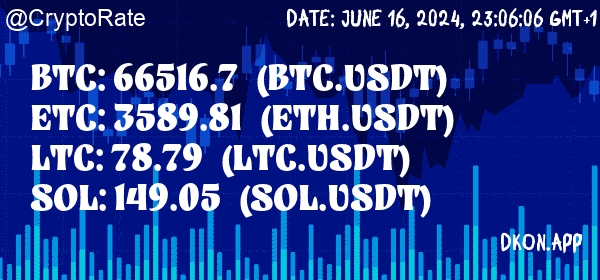 @CryptoRate
DATE: JUNE 16, 2024, 23:06:06 GMT+1
BTC: 66516.7 (BTC.USDT)
ETC: 3589.81 (ETH.USDT)
LTC: 78.79 (LTC.USDT)
SOL: 149.05 (SOL.USDT)
DKON.APP